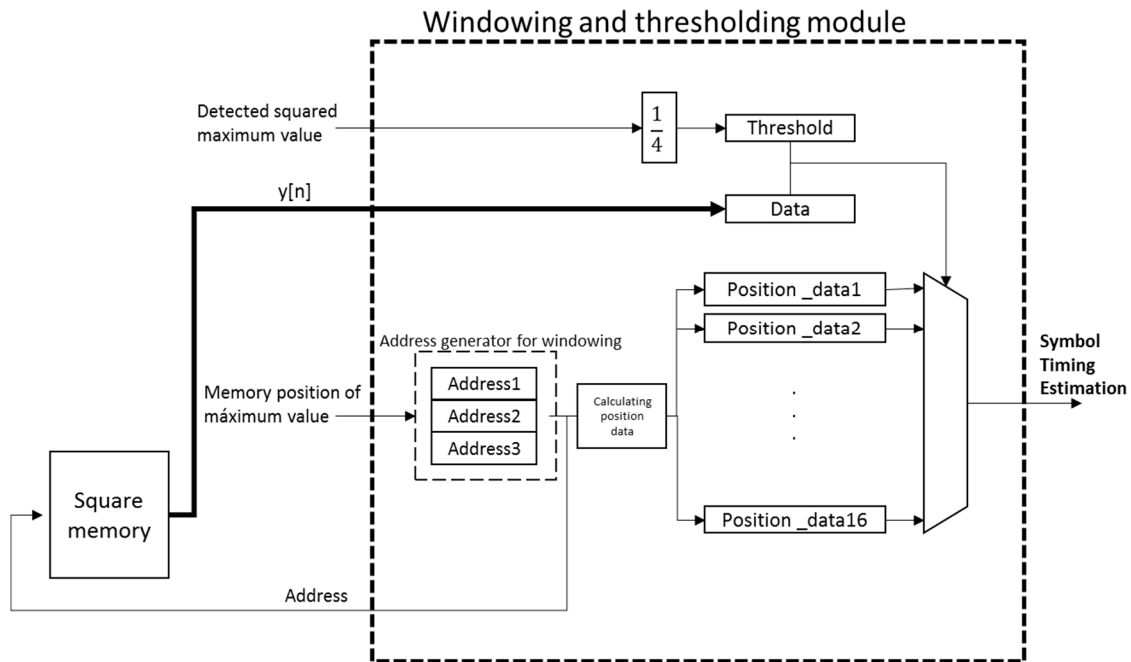 Windowing and thresholding module
Detected squared
maximum value
1
4
Threshold
y[n]
Data
Position _data1
Position _data2
Address generator for windowing
Address1
Address2
Address3
Memory position of
máximum value
Calculating
position
data
.
.
.
Symbol
Timing
Estimation
Square
memory
Position _data16
Address